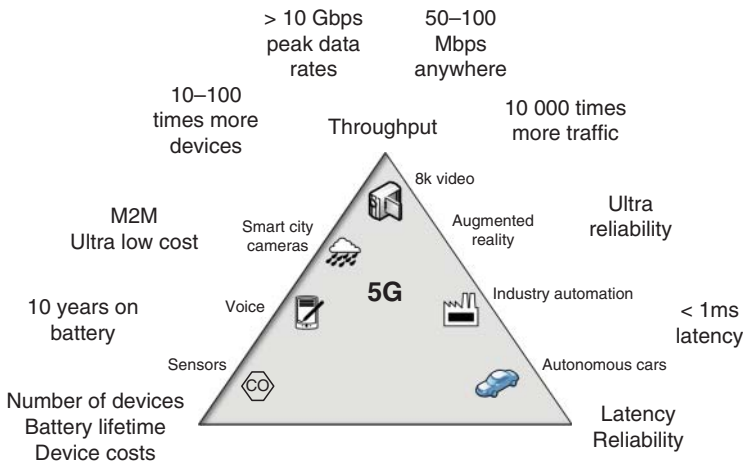 > 10 Gbps
peak data
rates
50–100
Mbps
anywhere
10–100
times more
devices
10 000 times
more traffic
Throughput
8k video
M2M
Ultra low cost
Smart city
cameras
Augmented
reality
Ultra
reliability
5G
10 years on
battery
Voice
Industry automation
< 1ms
latency
Sensors
CO
Autonomous cars
Number of devices
Battery lifetime
Device costs
Latency
Reliability